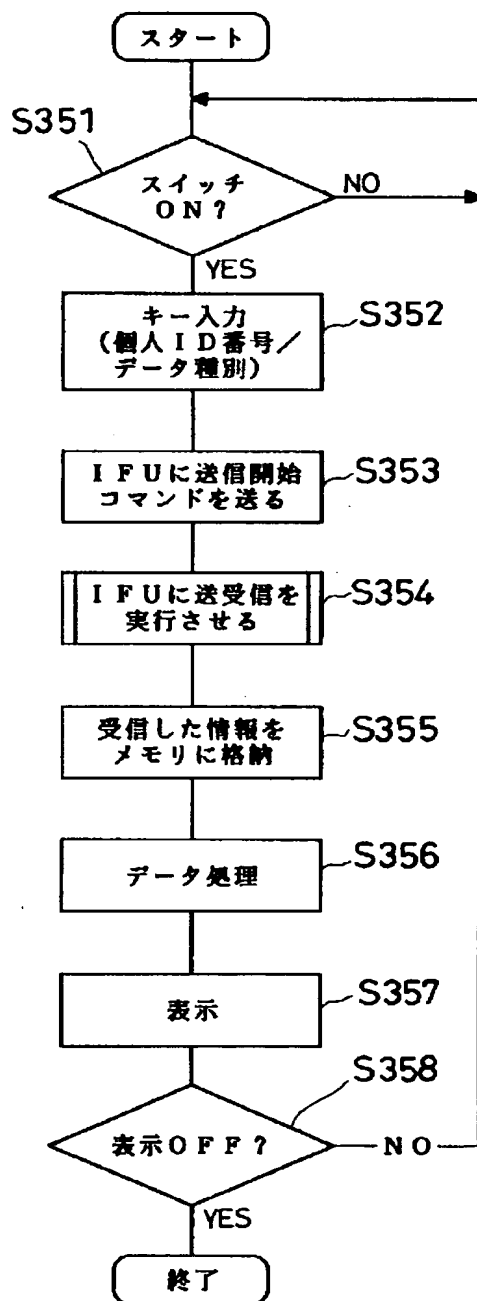 スタート
S351
スイッチ
ON?
NO
YES
キー入力
(個人ID番号/
データ種別)
S352
IFUに送信開始
コマンドを送る
S353
IFUに送受信を
実行させる
S354
受信した情報を
メモリに格納
S355
データ処理
S356
表示
S357
S358
表示OFF?
NO
YES
終了